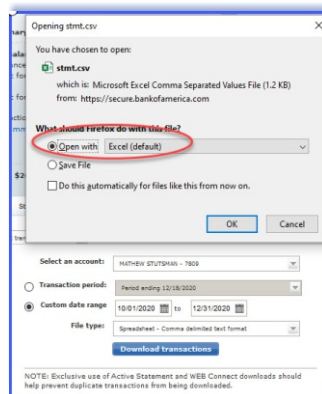 Opening stmt.csv
You have chosen to open:
stmt.csv
which is: Microsoft Excel Comma Separated Values File (1.2 KB)
from: https://secure.bankofamerica.com
What should Firefox do with this file?
Open with Excel (default)
Save File
Do this automatically for files like this from now on.
OK Cancel
Select an account: MATHEW STUTSMAN - 7809
Transaction period: Period ending 12/18/2020
Custom date range 10/01/2020 to 12/31/2020
File type: Spreadsheet - Comma delimited text format
Download transactions
NOTE: Exclusive use of Active Statement and WEB Connect downloads should
help prevent duplicate transactions from being downloaded.